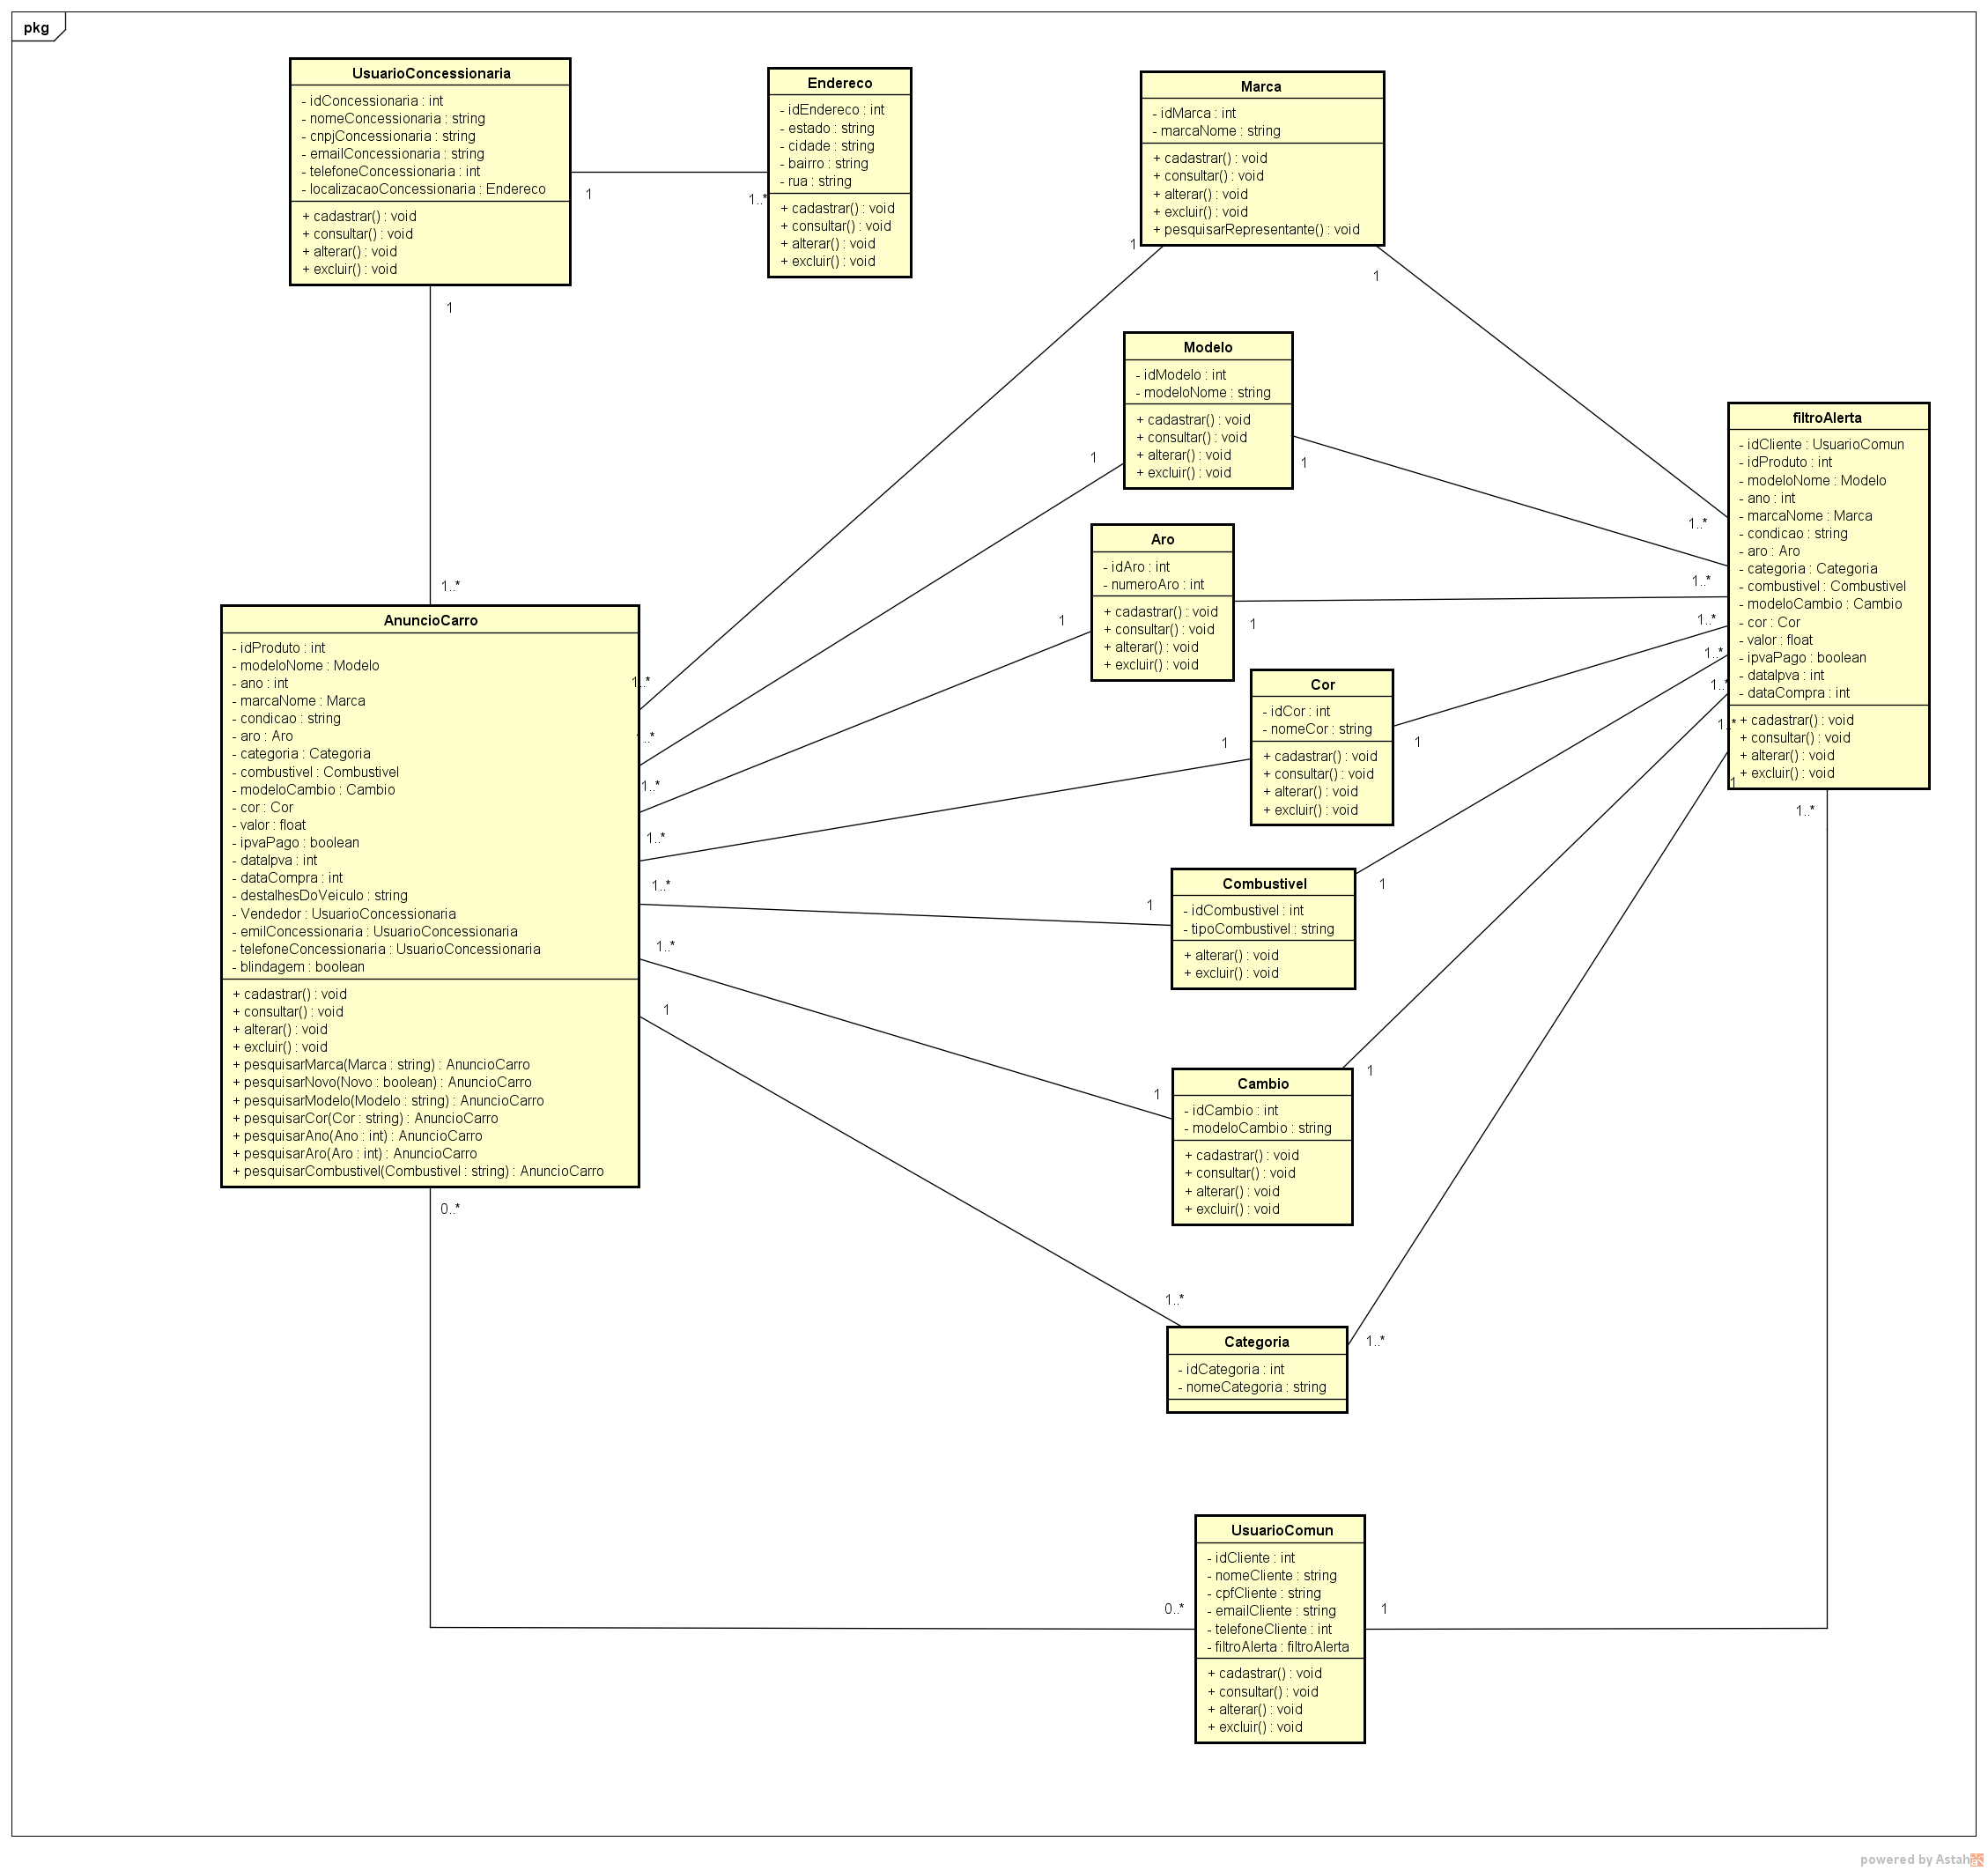 pkg
UsuarioConcessionaria
- idConcessionaria : int
- nomeConcessionaria : string
- cnpjConcessionaria : string
- emailConcessionaria : string
- telefoneConcessionaria : int
- localizacaoConcessionaria : Endereco
+ cadastrar() : void
+ consultar() : void
+ alterar() : void
+ excluir() : void
1
1..*
Endereco
- idEndereco : int
- estado : string
- cidade : string
- bairro : string
- rua : string
+ cadastrar() : void
+ consultar() : void
+ alterar() : void
+ excluir() : void
Marca
- idMarca : int
- marcaNome : string
+ cadastrar() : void
+ consultar() : void
+ alterar() : void
+ excluir() : void
+ pesquisarRepresentante() : void
1
1
1
Modelo
- idModelo : int
- modeloNome : string
+ cadastrar() : void
+ consultar() : void
+ alterar() : void
+ excluir() : void
1
1
Aro
- idAro : int
- numeroAro : int
+ cadastrar() : void
+ consultar() : void
+ alterar() : void
+ excluir() : void
1
1
Cor
- idCor : int
- nomeCor : string
+ cadastrar() : void
+ consultar() : void
+ alterar() : void
+ excluir() : void
1
1
filtroAlerta
- idCliente : UsuarioComun
- idProduto : int
- modeloNome : Modelo
- ano : int
- marcaNome : Marca
- condicao : string
- aro : Aro
- categoria : Categoria
- combustivel : Combustivel
- modeloCambio : Cambio
- cor : Cor
- valor : float
- ipvaPago : boolean
- dataIpva : int
- dataCompra : int
+ cadastrar() : void
+ consultar() : void
+ alterar() : void
+ excluir() : void
1..*
1..*
1..*
1..*
1..*
1..*
1
1..*
1..*
AnuncioCarro
- idProduto : int
- modeloNome : Modelo
- ano : int
- marcaNome : Marca
- condicao : string
- aro : Aro
- categoria : Categoria
- combustivel : Combustivel
- modeloCambio : Cambio
- cor : Cor
- valor : float
- ipvaPago : boolean
- dataIpva : int
- dataCompra : int
- destalhesDoVeiculo : string
- Vendedor : UsuarioConcessionaria
- emilConcessionaria : UsuarioConcessionaria
- telefoneConcessionaria : UsuarioConcessionaria
- blindagem : boolean
+ cadastrar() : void
+ consultar() : void
+ alterar() : void
+ excluir() : void
+ pesquisarMarca(Marca : string) : AnuncioCarro
+ pesquisarNovo(Novo : boolean) : AnuncioCarro
+ pesquisarModelo(Modelo : string) : AnuncioCarro
+ pesquisarCor(Cor : string) : AnuncioCarro
+ pesquisarAno(Ano : int) : AnuncioCarro
+ pesquisarAro(Aro : int) : AnuncioCarro
+ pesquisarCombustivel(Combustivel : string) : AnuncioCarro
1..*
1..*
1..*
1..*
1..*
1
0..*
Combustivel
- idCombustivel : int
- tipoCombustivel : string
+ alterar() : void
+ excluir() : void
1
1
Cambio
- idCambio : int
- modeloCambio : string
+ cadastrar() : void
+ consultar() : void
+ alterar() : void
+ excluir() : void
1
1
Categoria
- idCategoria : int
- nomeCategoria : string
1..*
1..*
UsuarioComun
- idCliente : int
- nomeCliente : string
- cpfCliente : string
- emailCliente : string
- telefoneCliente : int
- filtroAlerta : filtroAlerta
+ cadastrar() : void
+ consultar() : void
+ alterar() : void
+ excluir() : void
0..*
1
powered by Astah